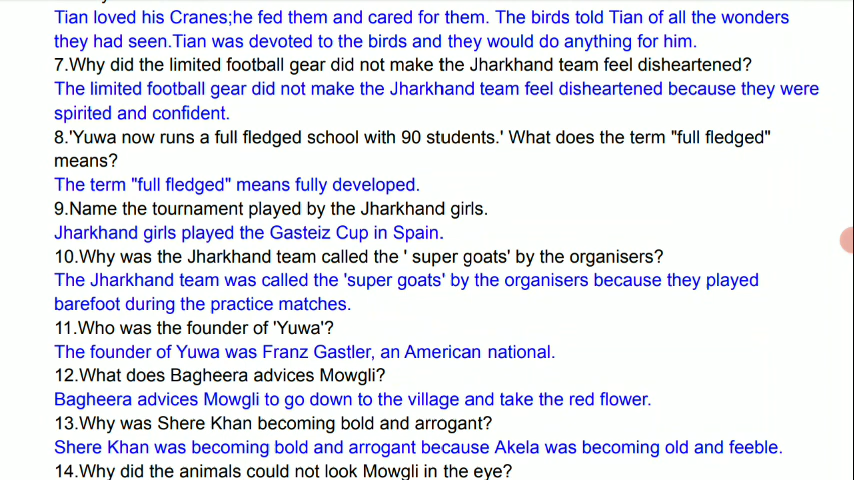 Tian loved his Cranes;he fed them and cared for them. The birds told Tian of all the wonders
they had seen.Tian was devoted to the birds and they would do anything for him.
7.Why did the limited football gear did not make the Jharkhand team feel disheartened?
The limited football gear did not make the Jharkhand team feel disheartened because they were
spirited and confident.
8.'Yuwa now runs a full fledged school with 90 students.' What does the term "full fledged"
means?
The term "full fledged" means fully developed.
9.Name the tournament played by the Jharkhand girls.
Jharkhand girls played the Gasteiz Cup in Spain.
10.Why was the Jharkhand team called the ' super goats' by the organisers?
The Jharkhand team was called the 'super goats' by the organisers because they played
barefoot during the practice matches.
11.Who was the founder of 'Yuwa'?
The founder of Yuwa was Franz Gastler, an American national.
12.What does Bagheera advices Mowgli?
Bagheera advices Mowgli to go down to the village and take the red flower.
13.Why was Shere Khan becoming bold and arrogant?
Shere Khan was becoming bold and arrogant because Akela was becoming old and feeble.
14.Why did the animals could not look Mowgli in the eye?